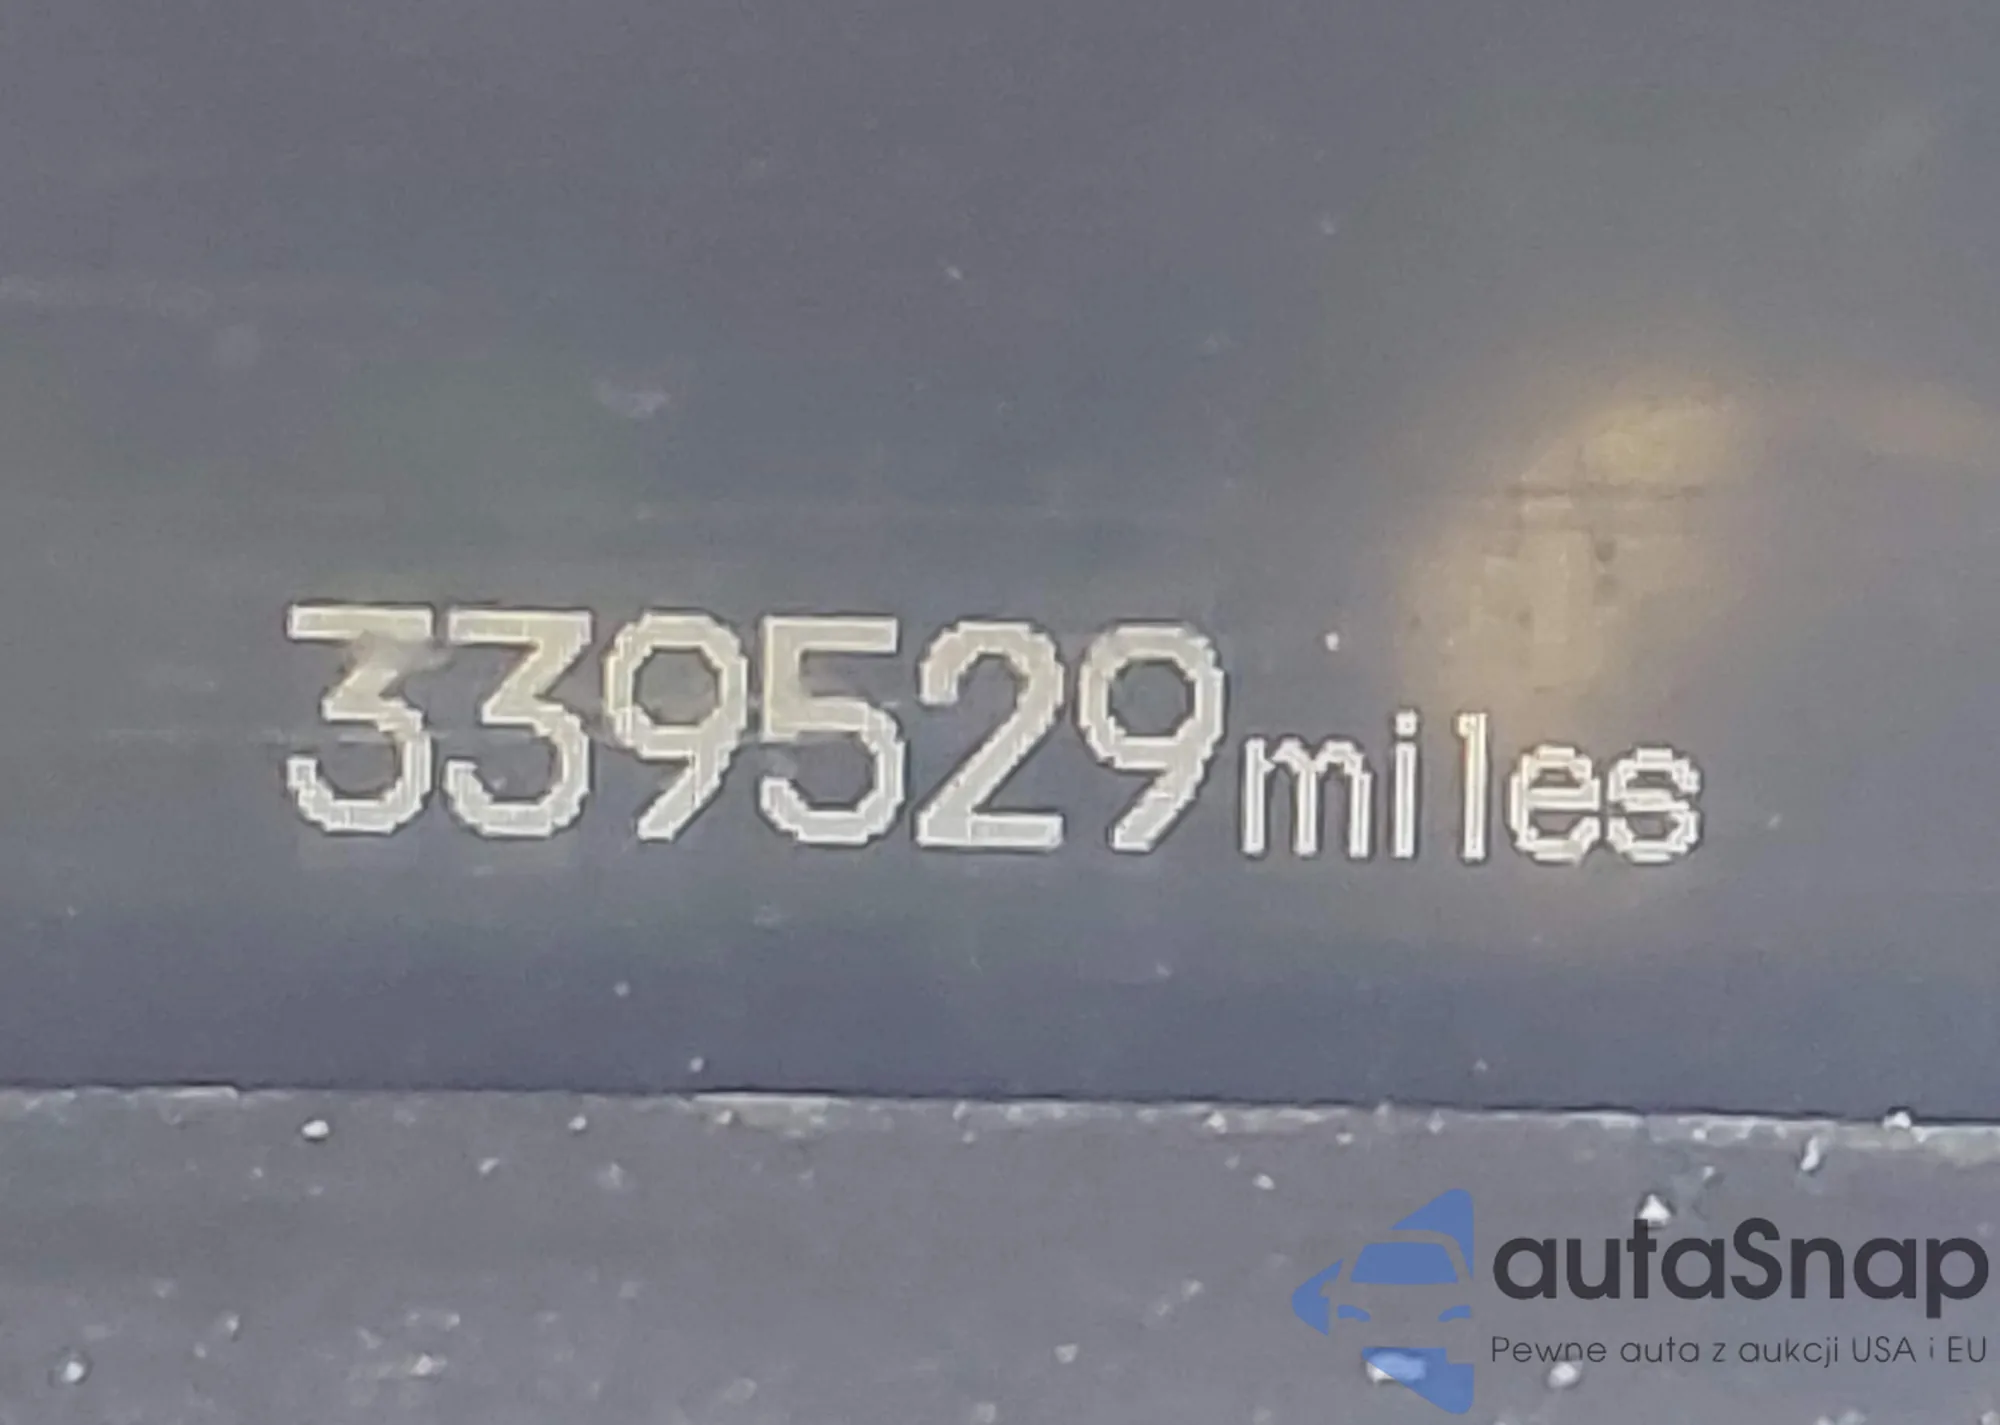 339529miles
autaSnap
Pewne auta z aukcji USA i EU